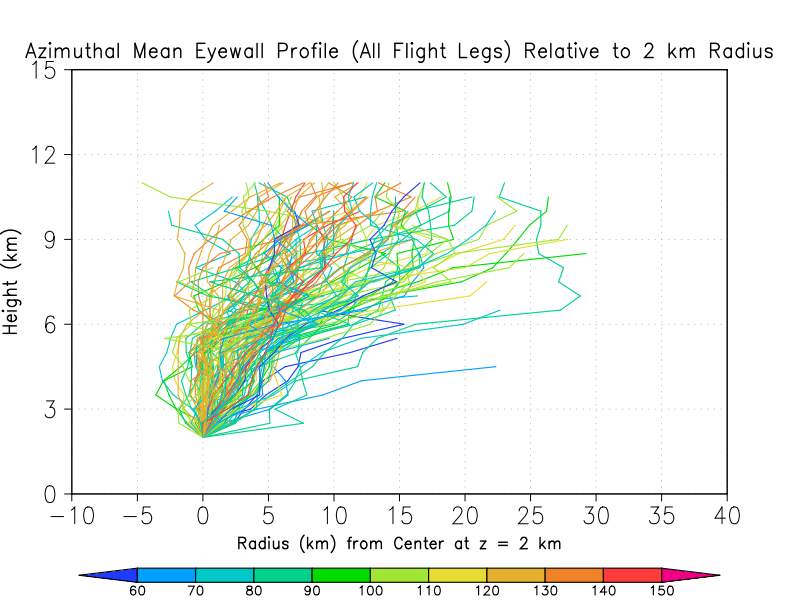 Azimuthal Mean Eyewall Profile (All Flight Legs) Relative to 2 km Radius
15
12
9
6
3
0
Height (km)
−10 −5 0 5 10 15 20 25 30 35 40
Radius (km) from Center at z = 2 km
60 70 80 90 100 110 120 130 140 150